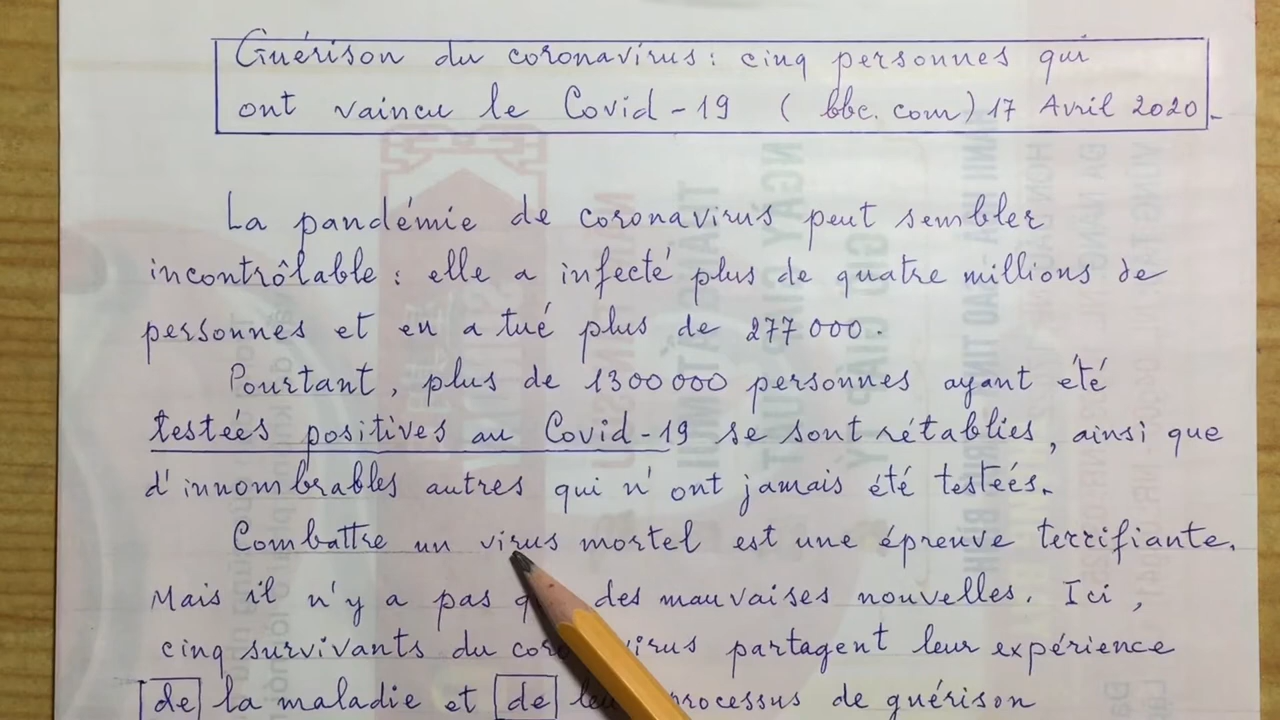 Guérison du coronavirus : cinq personnes qui
ont vaincu le Covid-19 ( bbc.com) 17 Avril 2020.
La pandémie de coronavirus peut sembler
incontrôlable : elle a infecté plus de quatre millions de
personnes et en a tué plus de 277 000.
Pourtant, plus de 1300 000 personnes ayant été
testées positives au Covid-19 se sont rétablies, ainsi que
d'innombrables autres qui n'ont jamais été testées.
Combattre un virus mortel est une épreuve terrifiante.
Mais il n'y a pas des mauvaises nouvelles. Ici,
cinq survivants du partagent leur expérience
de la maladie et de processus de guérison